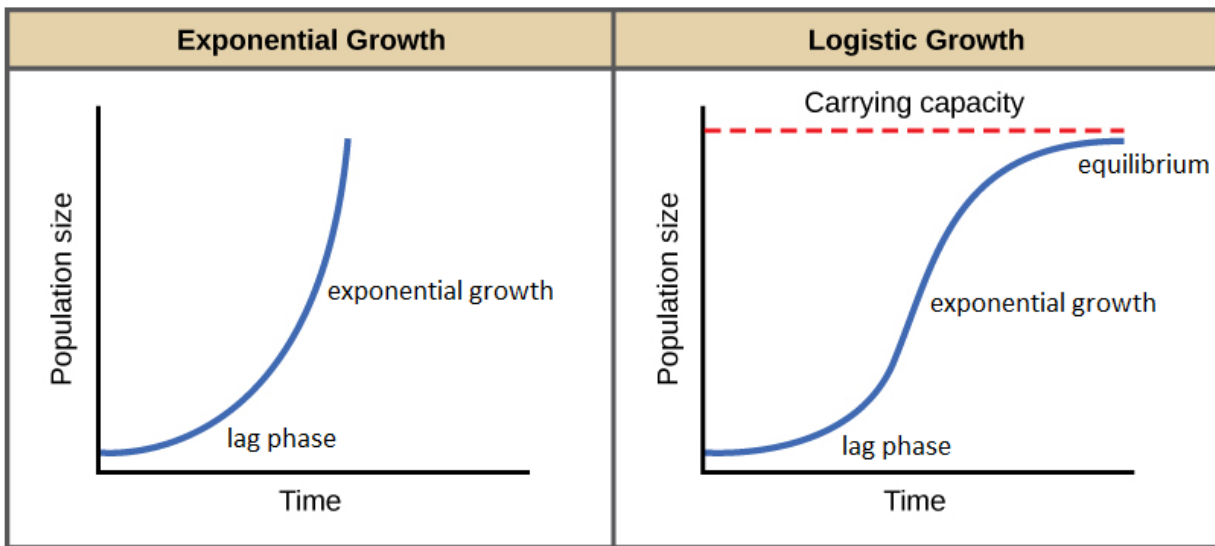 Exponential Growth
Population size
exponential growth
lag phase
Time
Logistic Growth
Carrying capacity
equilibrium
Population size
exponential growth
lag phase
Time